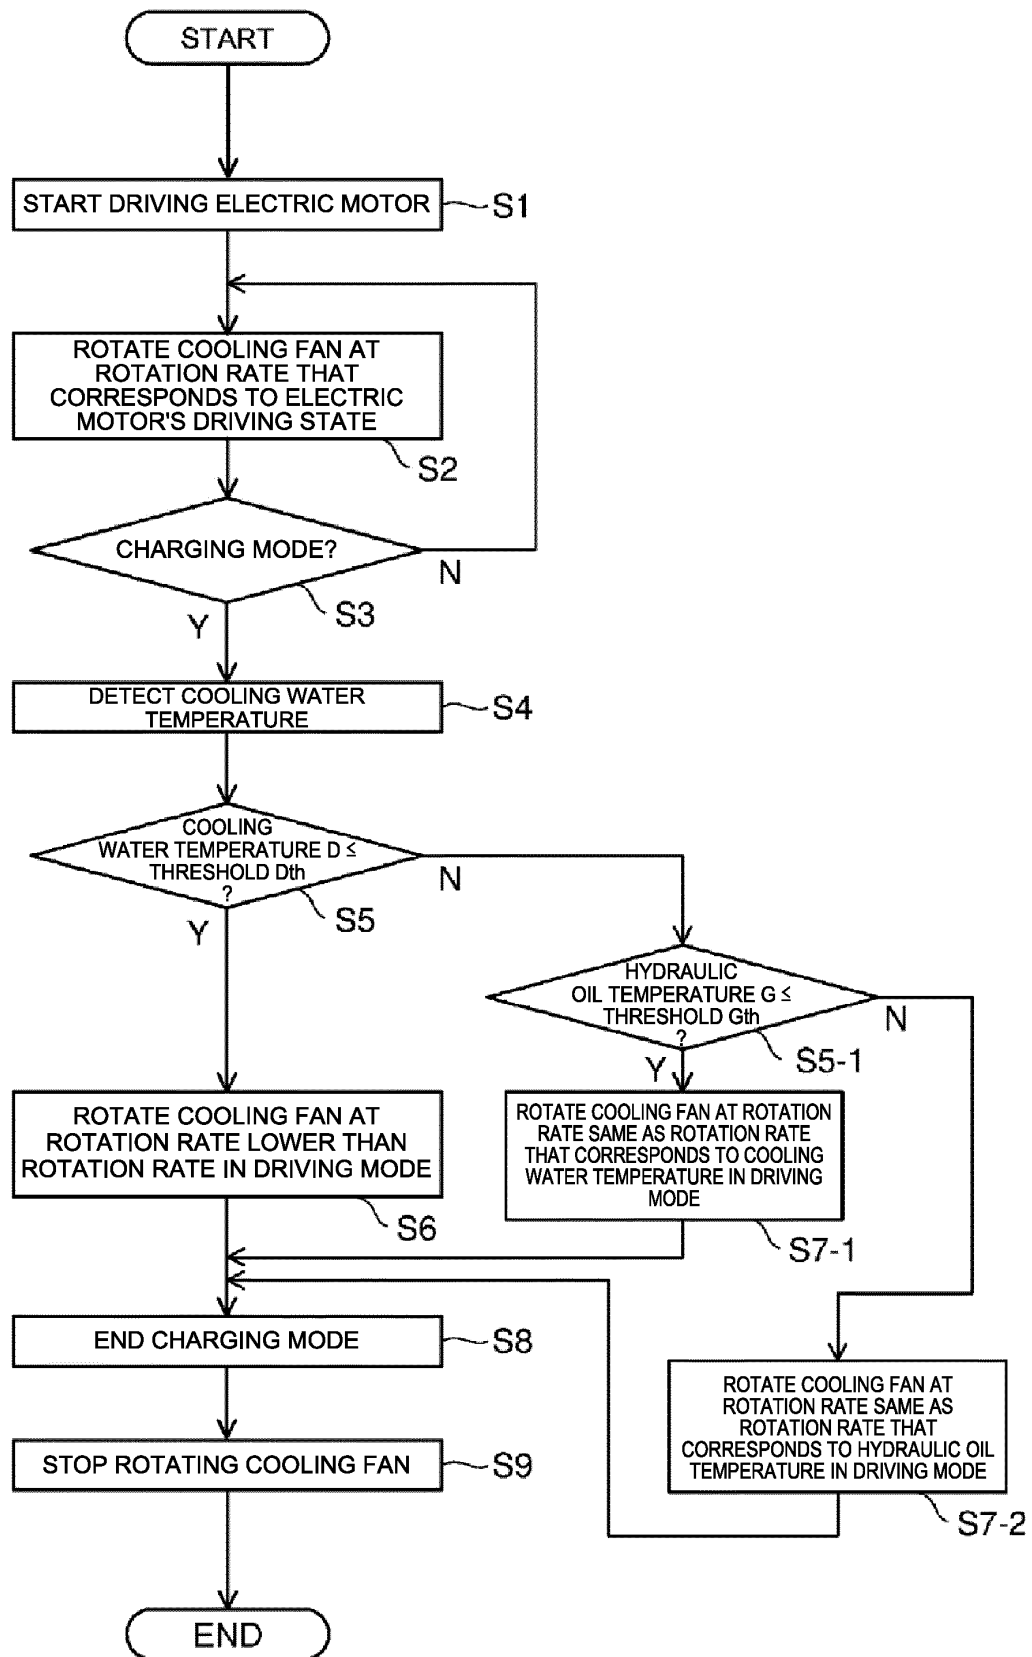 START
START DRIVING ELECTRIC MOTOR
S1
ROTATE COOLING FAN AT
ROTATION RATE THAT
CORRESPONDS TO ELECTRIC
MOTOR'S DRIVING STATE
S2
CHARGING MODE?
N
S3
Y
DETECT COOLING WATER
TEMPERATURE
S4
COOLING
WATER TEMPERATURE D ≤
THRESHOLD Dth
?
N
S5
Y
HYDRAULIC
OIL TEMPERATURE G ≤
THRESHOLD Gth
?
N
S5-1
Y
ROTATE COOLING FAN AT
ROTATION RATE LOWER THAN
ROTATION RATE IN DRIVING MODE
S6
ROTATE COOLING FAN AT ROTATION
RATE SAME AS ROTATION RATE
THAT CORRESPONDS TO COOLING
WATER TEMPERATURE IN DRIVING
MODE
S7-1
END CHARGING MODE
S8
ROTATE COOLING FAN AT
ROTATION RATE SAME AS
ROTATION RATE THAT
CORRESPONDS TO HYDRAULIC OIL
TEMPERATURE IN DRIVING MODE
S7-2
STOP ROTATING COOLING FAN
S9
END